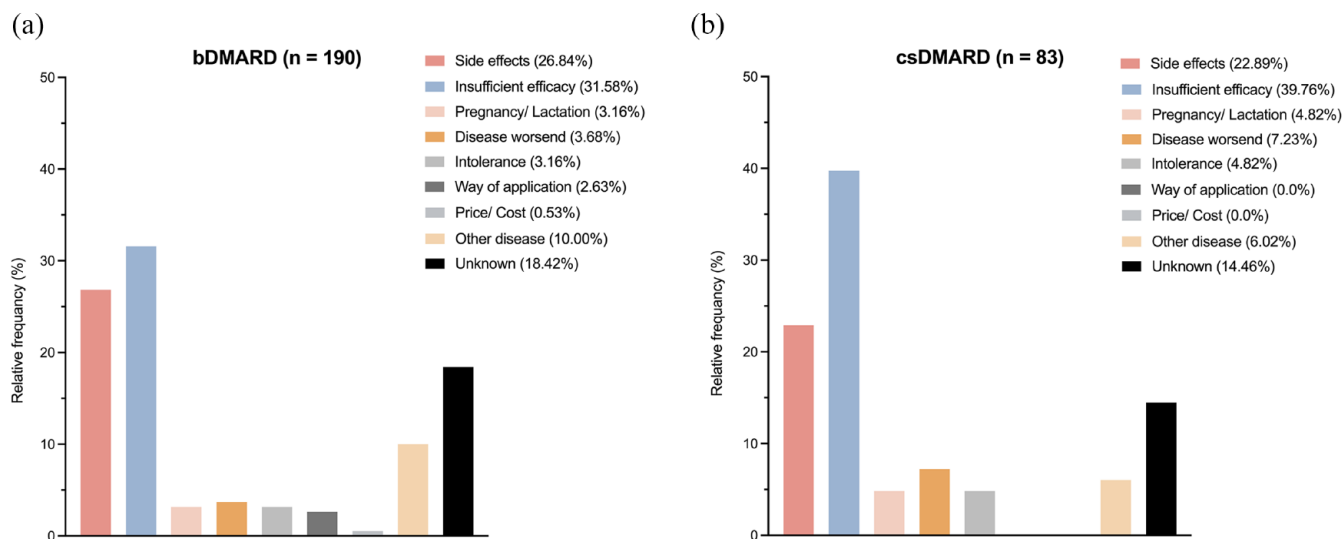 (a)
bDMARD (n = 190)
Relative frequancy (%)
50
40
30
20
10
0
Side effects (26.84%)
Insufficient efficacy (31.58%)
Pregnancy/ Lactation (3.16%)
Disease worsend (3.68%)
Intolerance (3.16%)
Way of application (2.63%)
Price/ Cost (0.53%)
Other disease (10.00%)
Unknown (18.42%)
(b)
csDMARD (n = 83)
Relative frequancy (%)
50
40
30
20
10
0
Side effects (22.89%)
Insufficient efficacy (39.76%)
Pregnancy/ Lactation (4.82%)
Disease worsend (7.23%)
Intolerance (4.82%)
Way of application (0.0%)
Price/ Cost (0.0%)
Other disease (6.02%)
Unknown (14.46%)